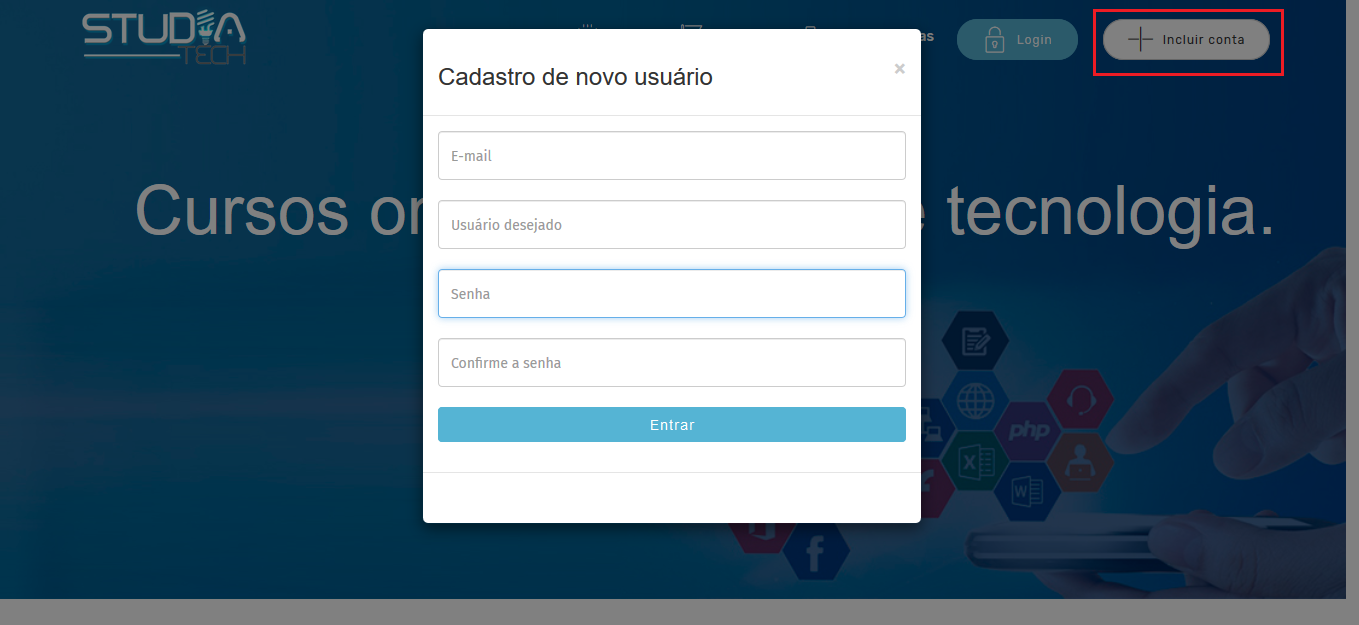 STUDIA
TECH
as
Login
Incluir conta
Cadastro de novo usuário
×
Cursos on
e tecnologia.
E-mail
Usuário desejado
Senha
Confirme a senha
Entrar
php
X
W
f